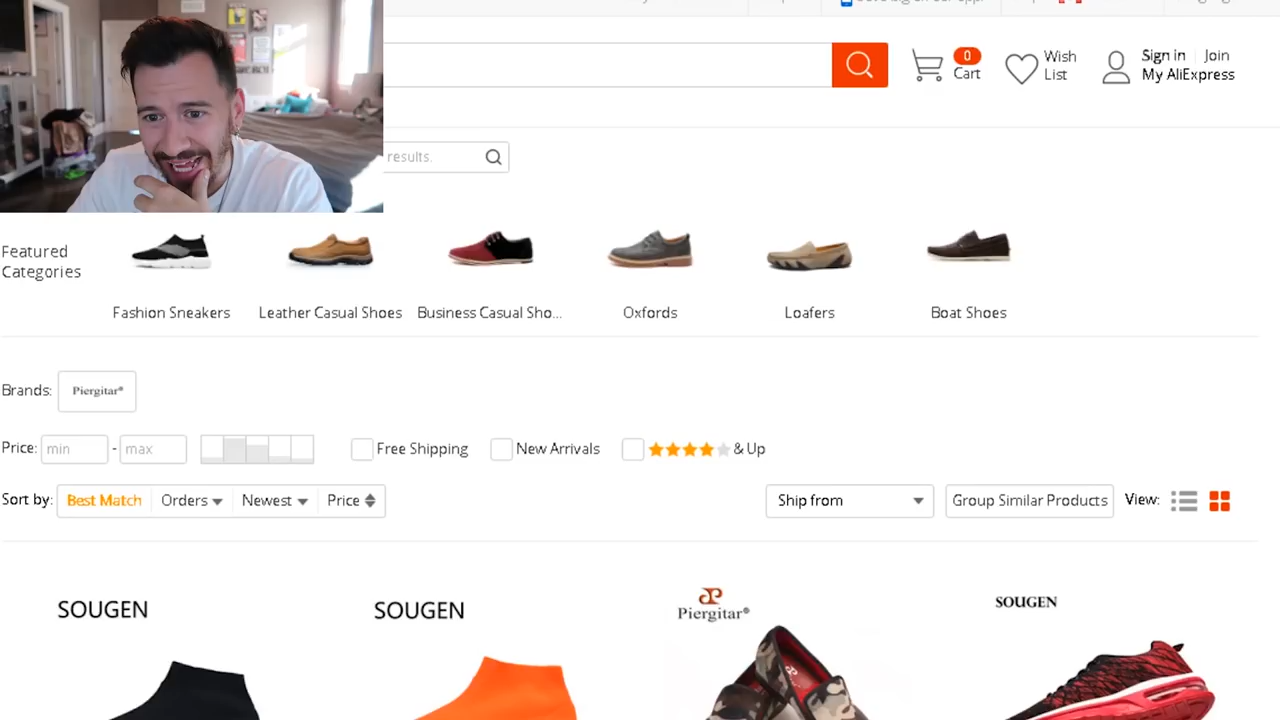 0
Cart
Wish
List
Sign in
Join
My AliExpress
results.
Featured
Categories
Fashion Sneakers
Leather Casual Shoes
Business Casual Sho...
Oxfords
Loafers
Boat Shoes
Brands:
Piergitar®
Price:
min
-
max
Free Shipping
New Arrivals
& Up
Sort by:
Best Match
Orders
Newest
Price
Ship from
Group Similar Products
View:
SOUGEN
SOUGEN
Piergitar®
SOUGEN